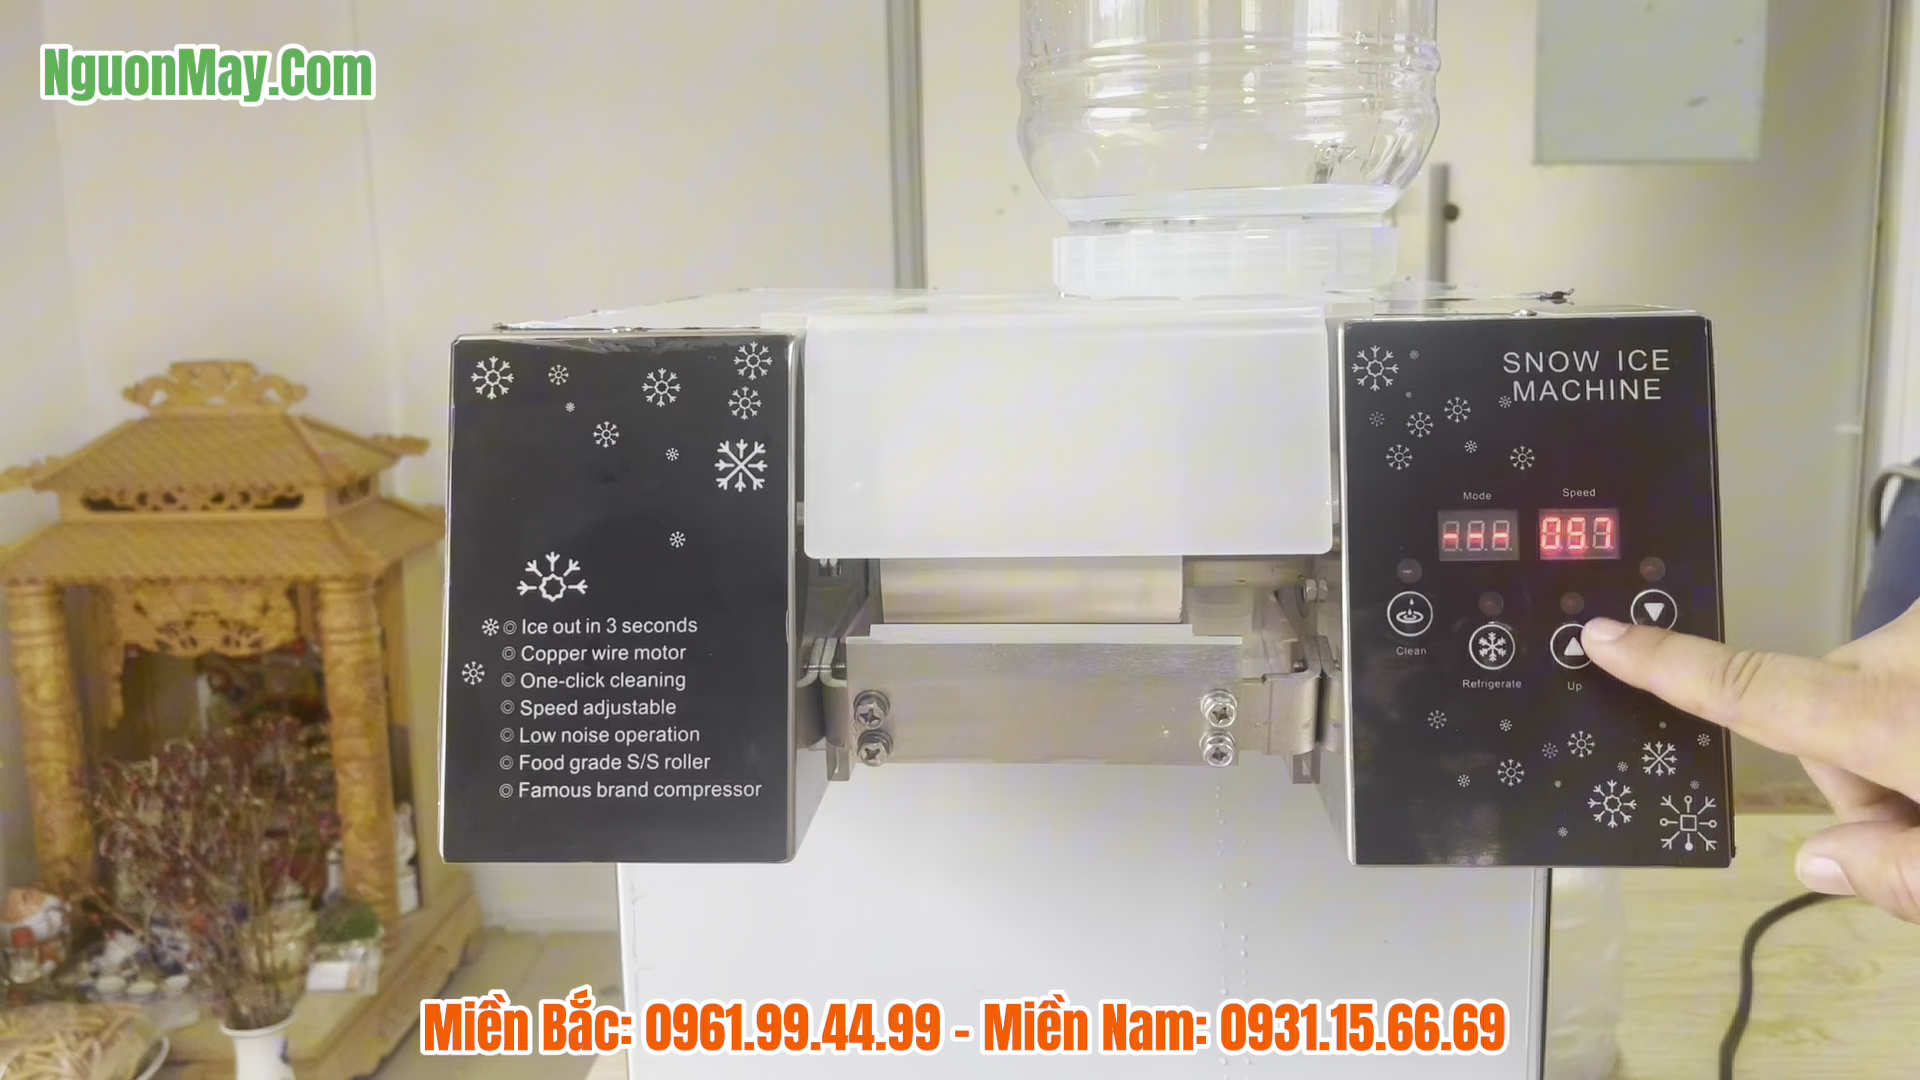 NguonMay.Com
SNOW ICE
MACHINE
Mode
Speed
---
097
Clean
Refrigerate
Up
◎ Ice out in 3 seconds
◎ Copper wire motor
◎ One-click cleaning
◎ Speed adjustable
◎ Low noise operation
◎ Food grade S/S roller
◎ Famous brand compressor
Miền Bắc: 0961.99.44.99 - Miền Nam: 0931.15.66.69